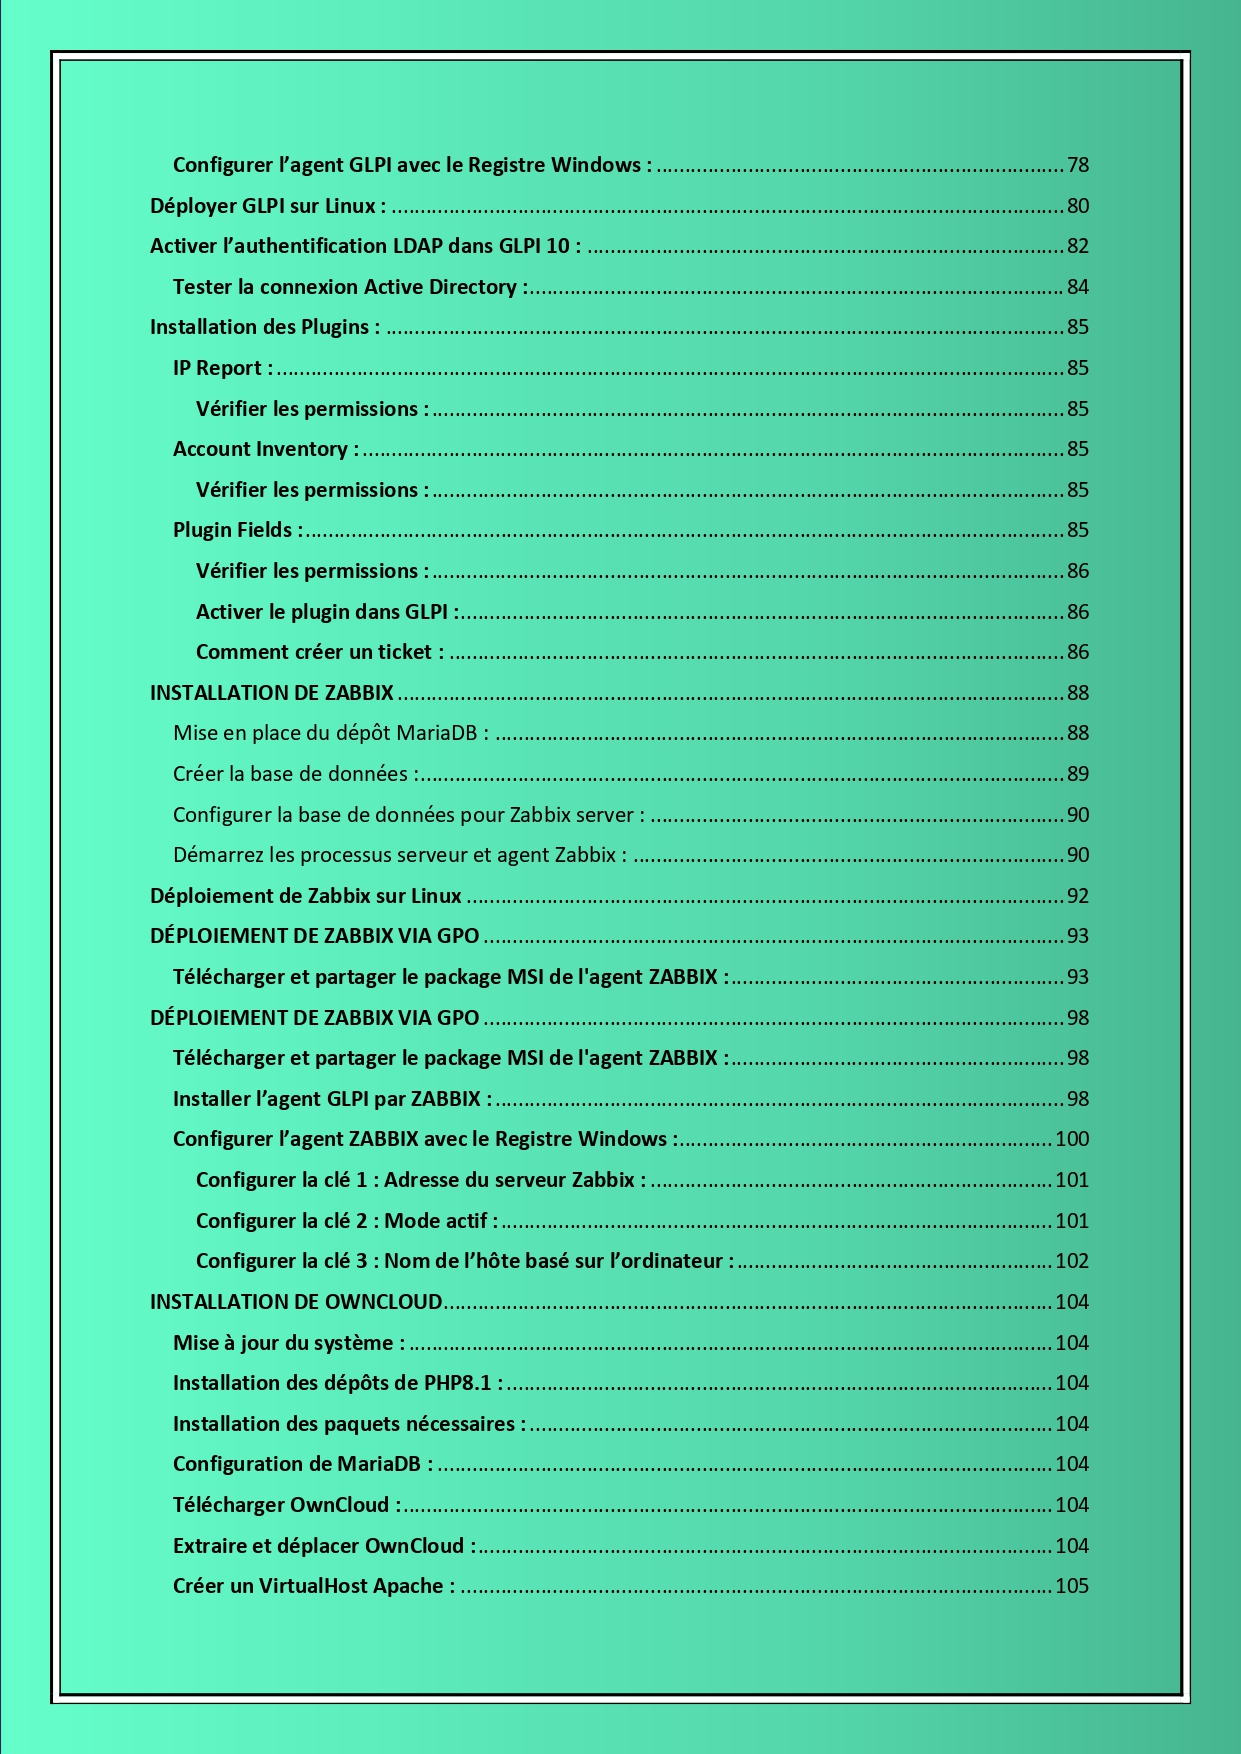 Configurer l’agent GLPI avec le Registre Windows : ........................................................................ 78
Déployer GLPI sur Linux : ..................................................................................................................... 80
Activer l’authentification LDAP dans GLPI 10 : .................................................................................. 82
Tester la connexion Active Directory :............................................................................................. 84
Installation des Plugins : ...................................................................................................................... 85
IP Report : ......................................................................................................................................... 85
Vérifier les permissions : .............................................................................................................. 85
Account Inventory : .......................................................................................................................... 85
Vérifier les permissions : .............................................................................................................. 85
Plugin Fields :.................................................................................................................................... 85
Vérifier les permissions : .............................................................................................................. 86
Activer le plugin dans GLPI :......................................................................................................... 86
Comment créer un ticket : ........................................................................................................... 86
INSTALLATION DE ZABBIX .................................................................................................................... 88
Mise en place du dépôt MariaDB : ................................................................................................... 88
Créer la base de données :................................................................................................................ 89
Configurer la base de données pour Zabbix server : ........................................................................ 90
Démarrez les processus serveur et agent Zabbix : ........................................................................... 90
Déploiement de Zabbix sur Linux ........................................................................................................ 92
DÉPLOIEMENT DE ZABBIX VIA GPO ..................................................................................................... 93
Télécharger et partager le package MSI de l'agent ZABBIX :.......................................................... 93
DÉPLOIEMENT DE ZABBIX VIA GPO ..................................................................................................... 98
Télécharger et partager le package MSI de l'agent ZABBIX :.......................................................... 98
Installer l’agent GLPI par ZABBIX : ................................................................................................... 98
Configurer l’agent ZABBIX avec le Registre Windows :................................................................. 100
Configurer la clé 1 : Adresse du serveur Zabbix : ...................................................................... 101
Configurer la clé 2 : Mode actif : ................................................................................................ 101
Configurer la clé 3 : Nom de l’hôte basé sur l’ordinateur : ....................................................... 102
INSTALLATION DE OWNCLOUD.......................................................................................................... 104
Mise à jour du système : ................................................................................................................ 104
Installation des dépôts de PHP8.1 : ............................................................................................... 104
Installation des paquets nécessaires : ........................................................................................... 104
Configuration de MariaDB : ........................................................................................................... 104
Télécharger OwnCloud : ................................................................................................................. 104
Extraire et déplacer OwnCloud :.................................................................................................... 104
Créer un VirtualHost Apache : ....................................................................................................... 105